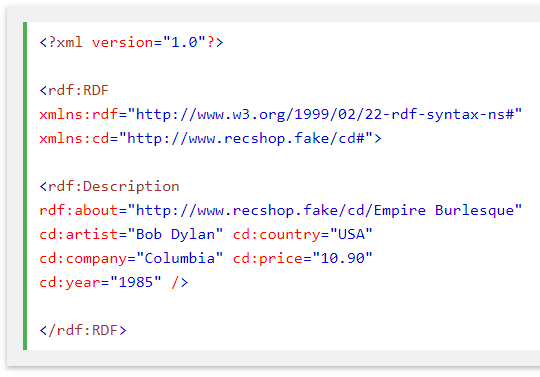 <?xml version="1.0"?>
<rdf:RDF
xmlns:rdf="http://www.w3.org/1999/02/22-rdf-syntax-ns#"
xmlns:cd="http://www.recshop.fake/cd#">
<rdf:Description
rdf:about="http://www.recshop.fake/cd/Empire Burlesque"
cd:artist="Bob Dylan" cd:country="USA"
cd:company="Columbia" cd:price="10.90"
cd:year="1985" />
</rdf:RDF>